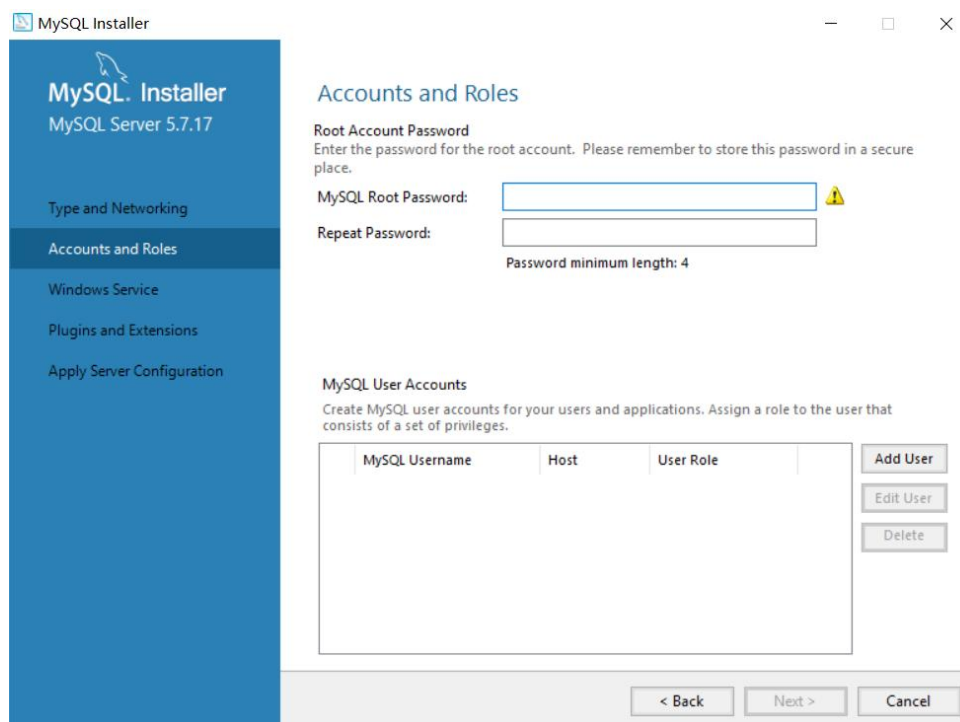 MySQL Installer
MySQL. Installer
MySQL Server 5.7.17
Type and Networking
Accounts and Roles
Windows Service
Plugins and Extensions
Apply Server Configuration
Accounts and Roles
Root Account Password
Enter the password for the root account.  Please remember to store this password in a secure
place.
MySQL Root Password:
Repeat Password:
Password minimum length: 4
MySQL User Accounts
Create MySQL user accounts for your users and applications. Assign a role to the user that
consists of a set of privileges.
MySQL Username Host User Role
Add User
Edit User
Delete
< Back Next > Cancel